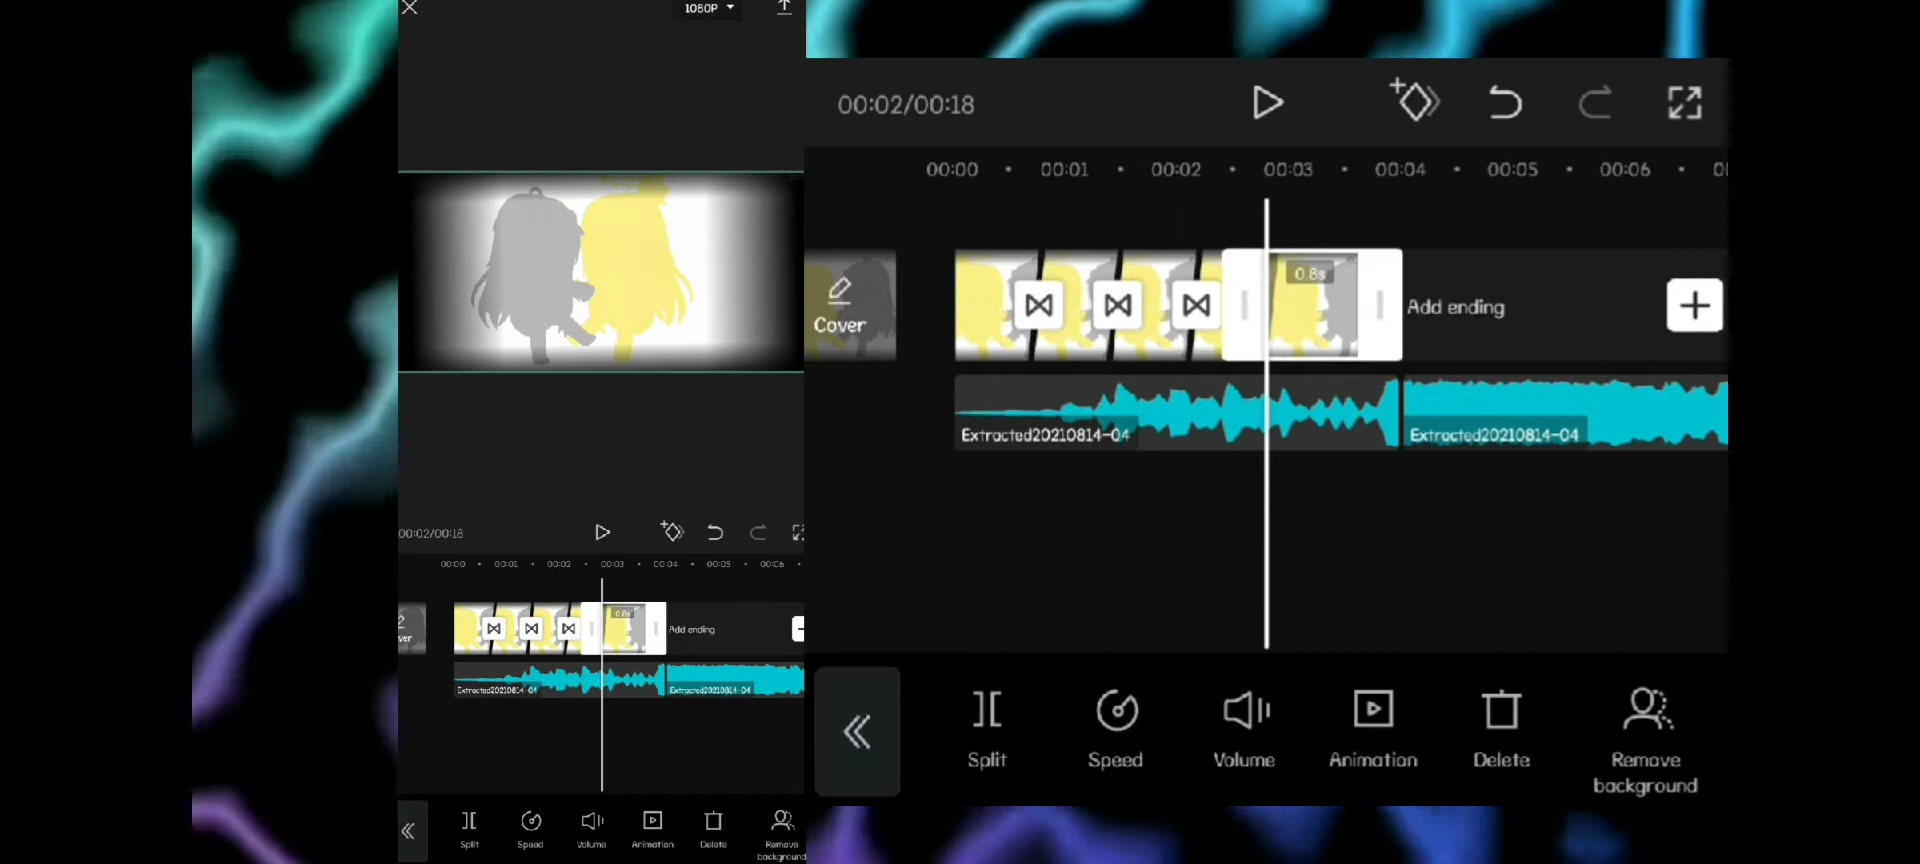 1080P
00:02/00:18
00:00 00:01 00:02 00:03 00:04 00:05 00:06
ver
0.8s
Add ending
Extracted20210814-04 Extracted20210814-04
Split Speed Volume Animation Delete Remove
background
00:02/00:18
00:00 00:01 00:02 00:03 00:04 00:05 00:06
0.8s
Cover
Add ending
Extracted20210814-04 Extracted20210814-04
Split Speed Volume Animation Delete Remove
background